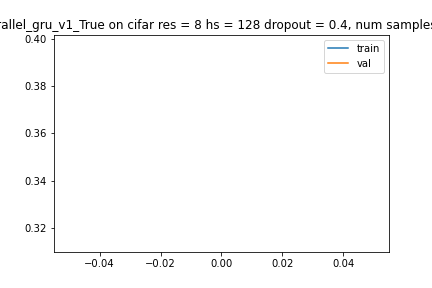 rallel_gru_v1_True on cifar res = 8 hs = 128 dropout = 0.4, num samples
train
val
0.40
0.38
0.36
0.34
0.32
−0.04 −0.02 0.00 0.02 0.04